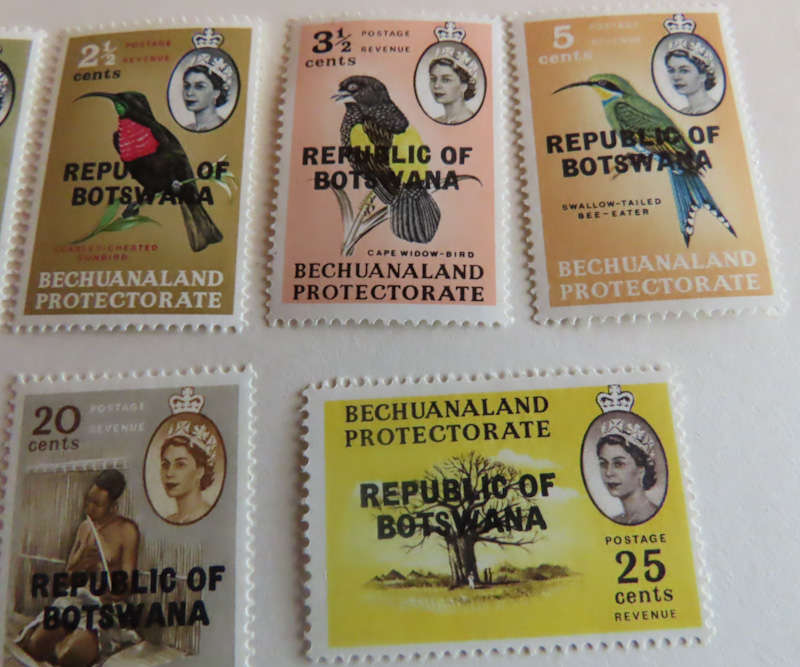 2½ POSTAGE
cents REVENUE
REPUBLIC OF
BOTSWANA
SCARLET-CHESTED
SUNBIRD
BECHUANALAND
PROTECTORATE
3½ POSTAGE
cents REVENUE
REPUBLIC OF
BOTSWANA
CAPE WIDOW-BIRD
BECHUANALAND
PROTECTORATE
5 POSTAGE
cents REVENUE
REPUBLIC OF
BOTSWANA
SWALLOW-TAILED
BEE-EATER
BECHUANALAND
PROTECTORATE
20 POSTAGE
cents REVENUE
REPUBLIC OF
BOTSWANA
BECHUANALAND
PROTECTORATE
REPUBLIC OF
BOTSWANA
POSTAGE
25
cents
REVENUE